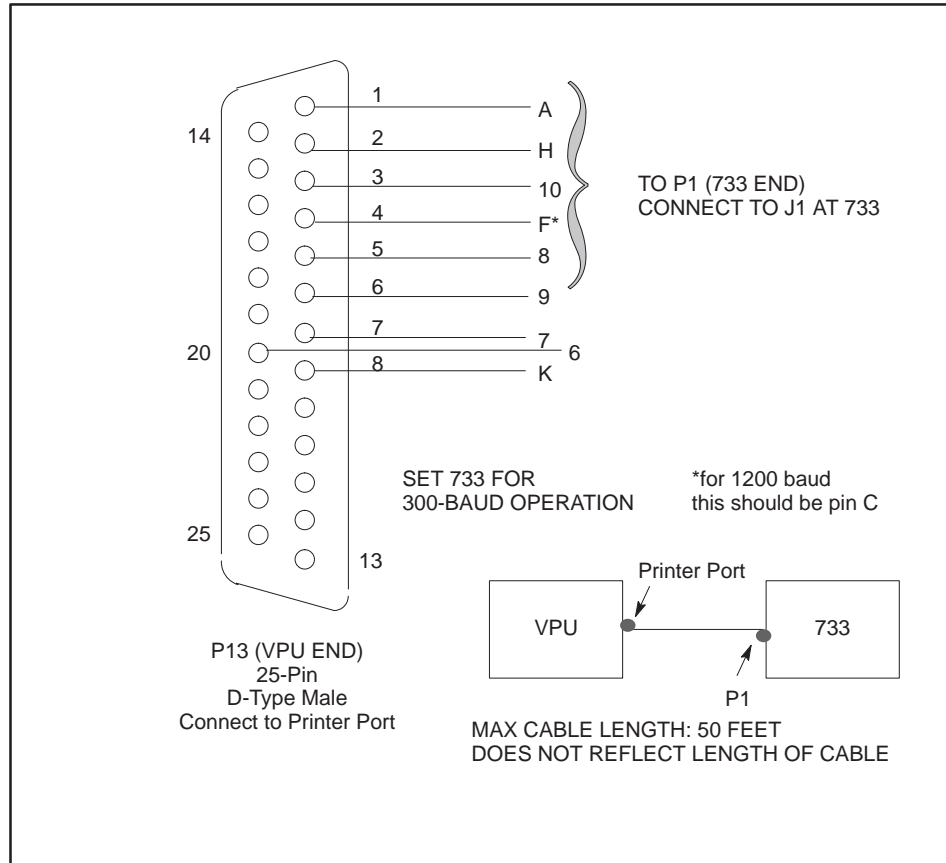 1 A
14
2 H
3 10
4 F*
5 8
6 9
TO P1 (733 END)
CONNECT TO J1 AT 733
7 7
20 6
8 K
SET 733 FOR
300-BAUD OPERATION
*for 1200 baud
this should be pin C
25
13
P13 (VPU END)
25-Pin
D-Type Male
Connect to Printer Port
Printer Port
VPU
733
P1
MAX CABLE LENGTH: 50 FEET
DOES NOT REFLECT LENGTH OF CABLE